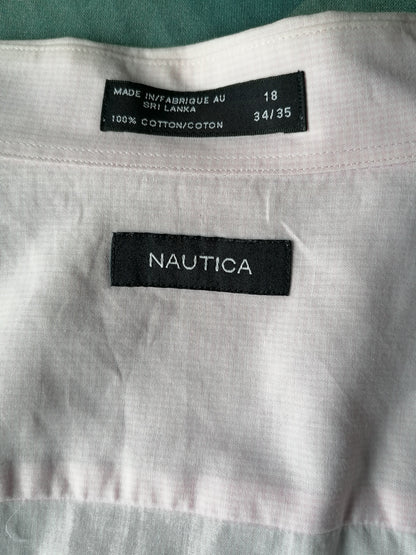 MADE IN/FABRIQUE AU
SRI LANKA
100% COTTON/COTON
18
34/35
NAUTICA